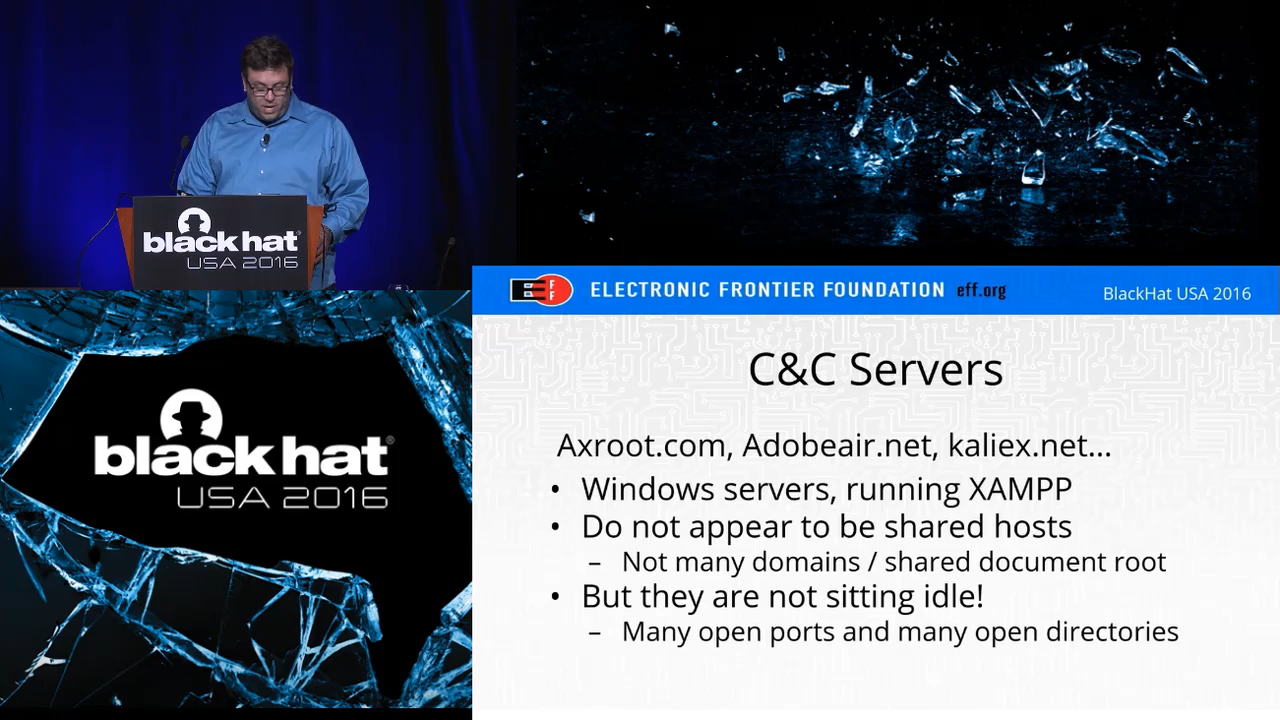 black hat
USA 2016
black hat®
USA 2016
EFF
ELECTRONIC FRONTIER FOUNDATION eff.org
BlackHat USA 2016
C&C Servers
Axroot.com, Adobeair.net, kaliex.net...
• Windows servers, running XAMPP
• Do not appear to be shared hosts
– Not many domains / shared document root
• But they are not sitting idle!
– Many open ports and many open directories